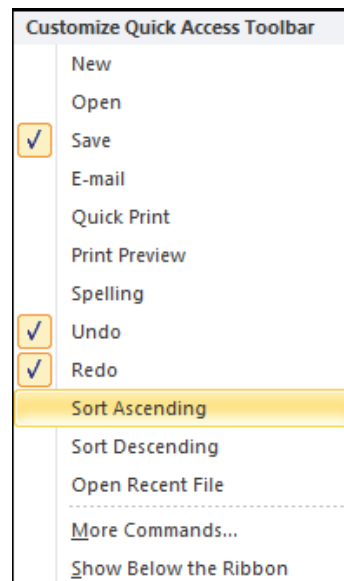 Customize Quick Access Toolbar
New
Open
Save
E-mail
Quick Print
Print Preview
Spelling
Undo
Redo
Sort Ascending
Sort Descending
Open Recent File
More Commands...
Show Below the Ribbon